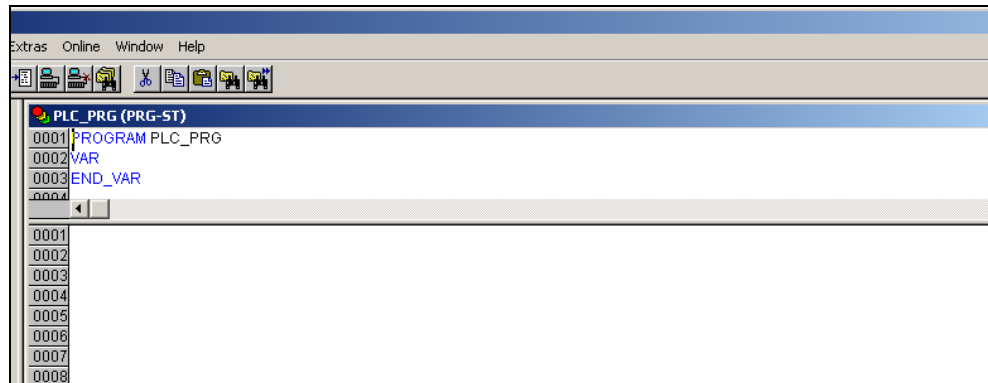 Extras Online Window Help
PLC_PRG (PRG-ST)
0001 PROGRAM PLC_PRG
0002 VAR
0003 END_VAR
0004
0001
0002
0003
0004
0005
0006
0007
0008